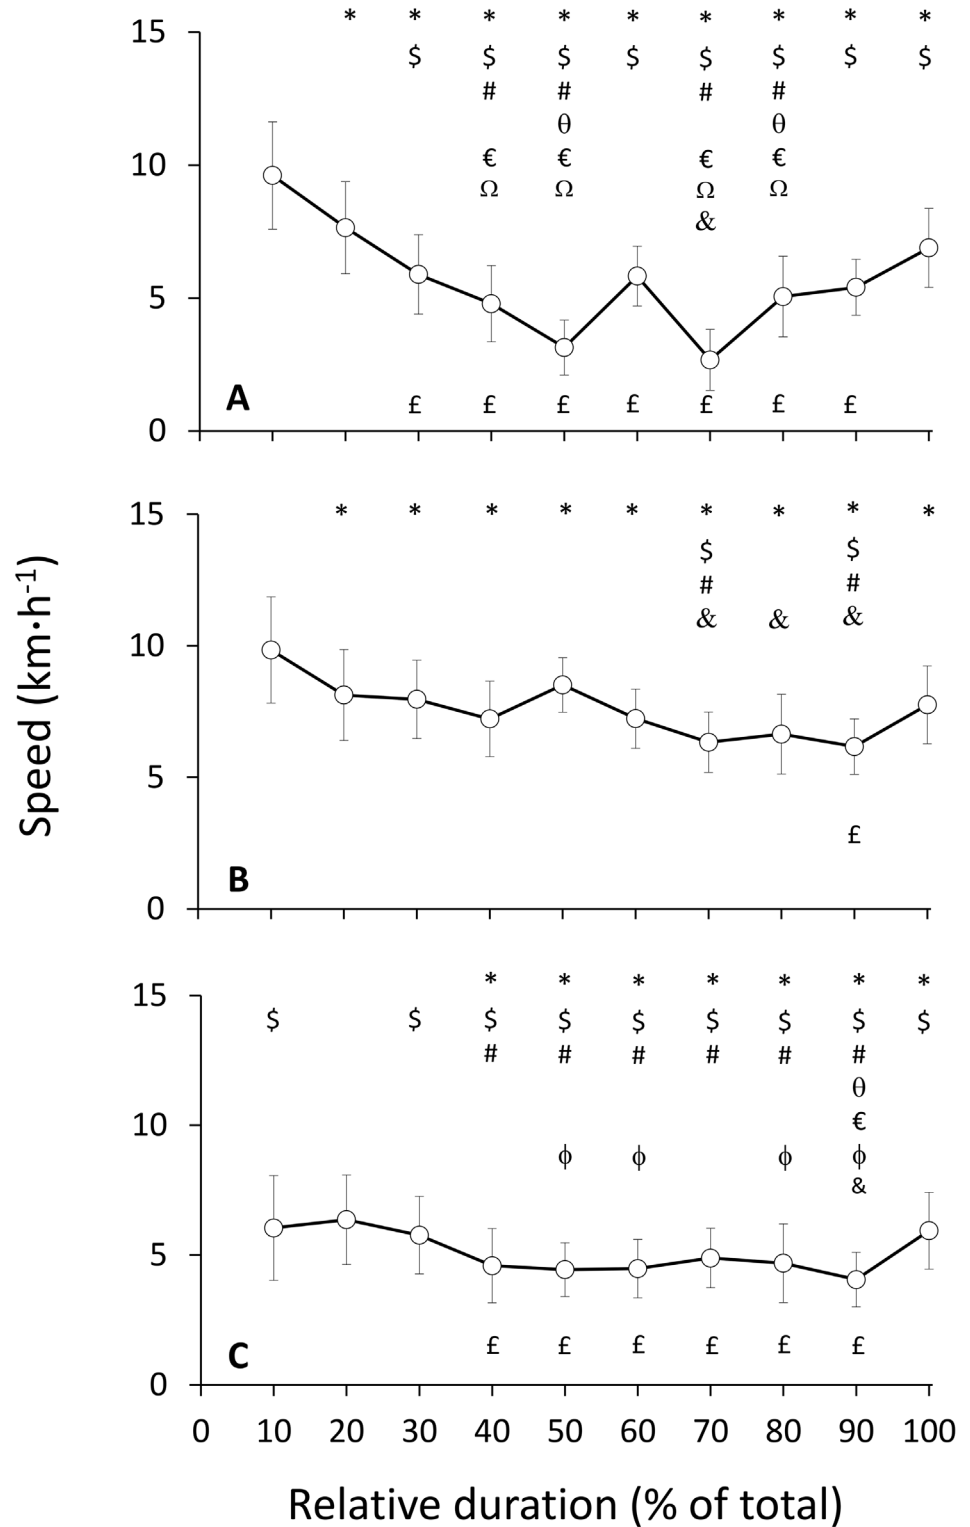 * * * * * * * * *
15
$ $ $ $ $ $ $ $
# # # #
θ θ
10
€ € € €
Ω Ω Ω Ω
&
5
A
£ £ £ £ £ £ £
0
15
* * * * * * * * *
$ $
# #
& & &
10
5
£
B
0
Speed (km·h-1)
* * * * * * *
15
$ $ $ $ $ $ $ $ $
# # # # # #
θ
10
€
ϕ ϕ ϕ ϕ
&
5
C
£ £ £ £ £ £
0
0 10 20 30 40 50 60 70 80 90 100
Relative duration (% of total)